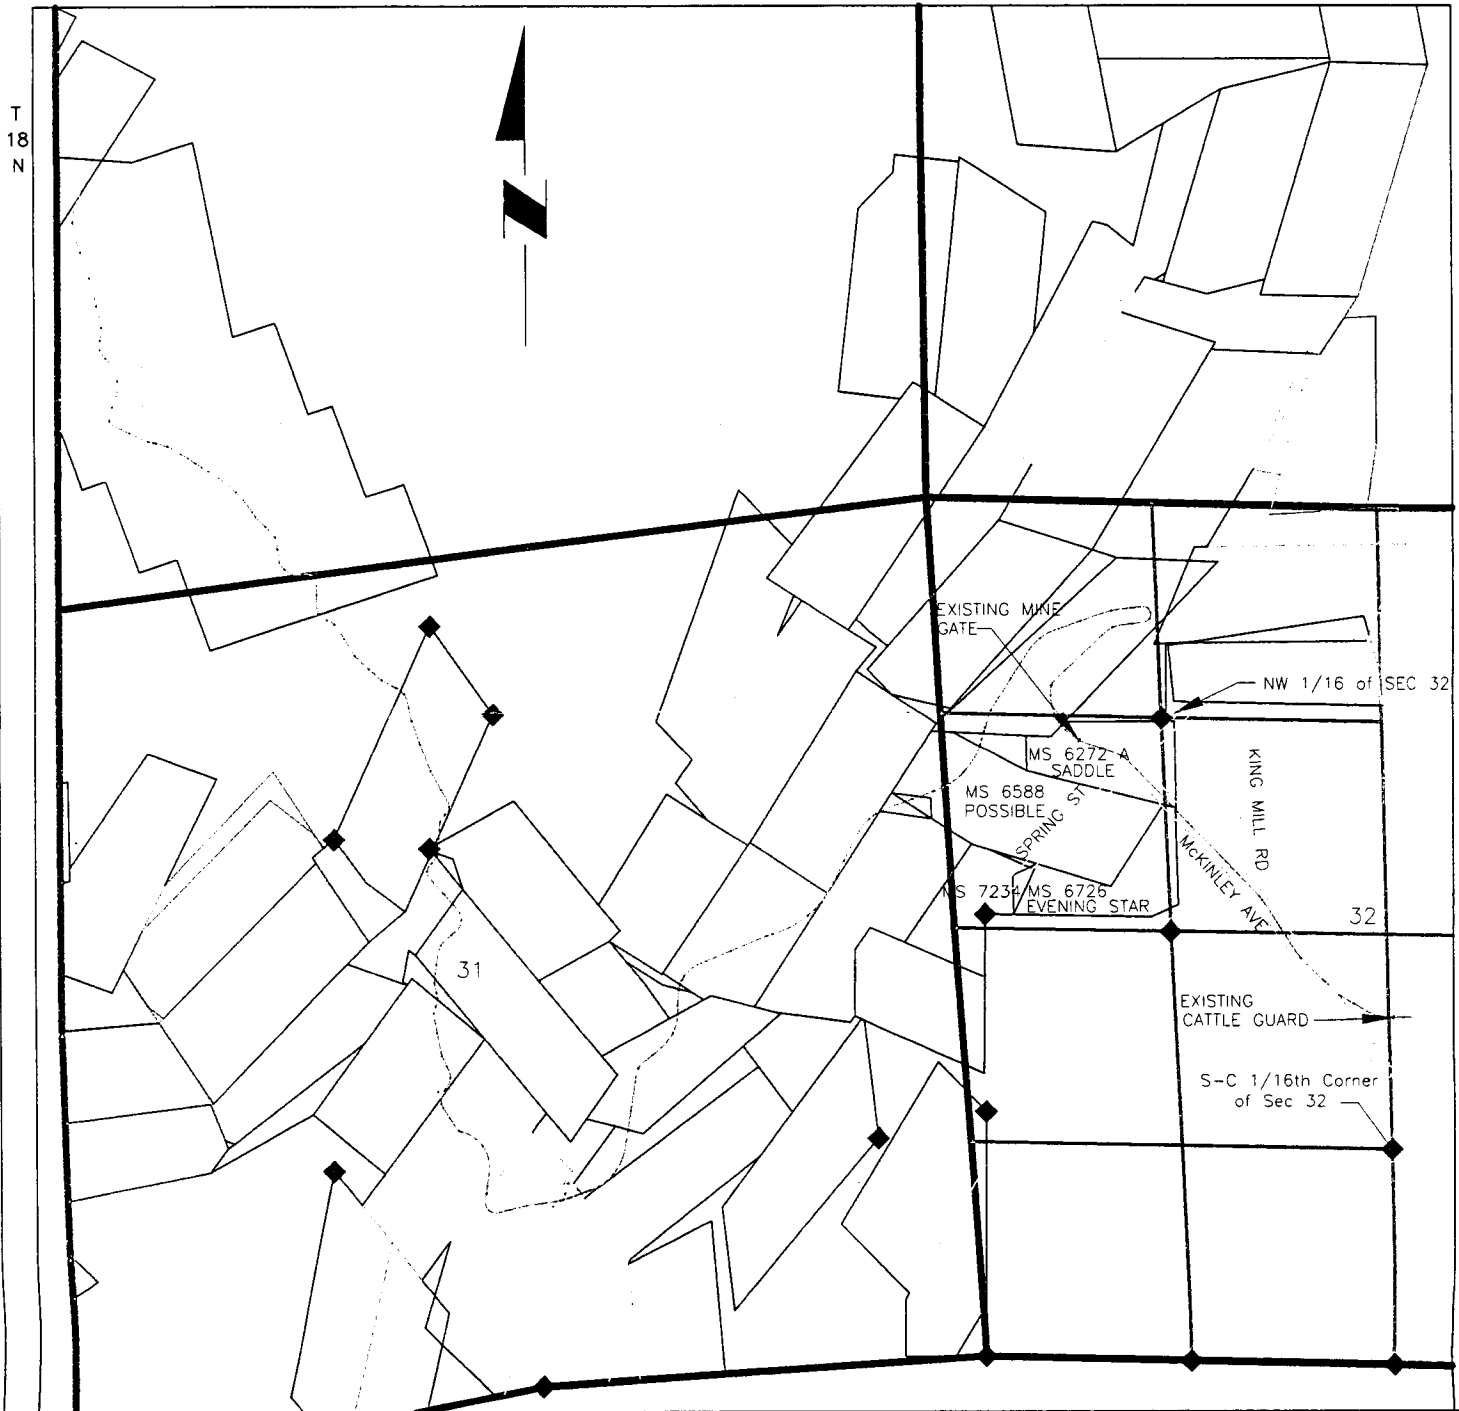 T
18
N
N
EXISTING MINE
GATE
NW 1/16 of SEC 32
MS 6272 A
SADDLE
MS 6588
POSSIBLE
SPRING ST
KING MILL RD
McKINLEY AVE
MS 7234
MS 6726
EVENING STAR
32
31
EXISTING
CATTLE GUARD
S-C 1/16th Corner
of Sec 32